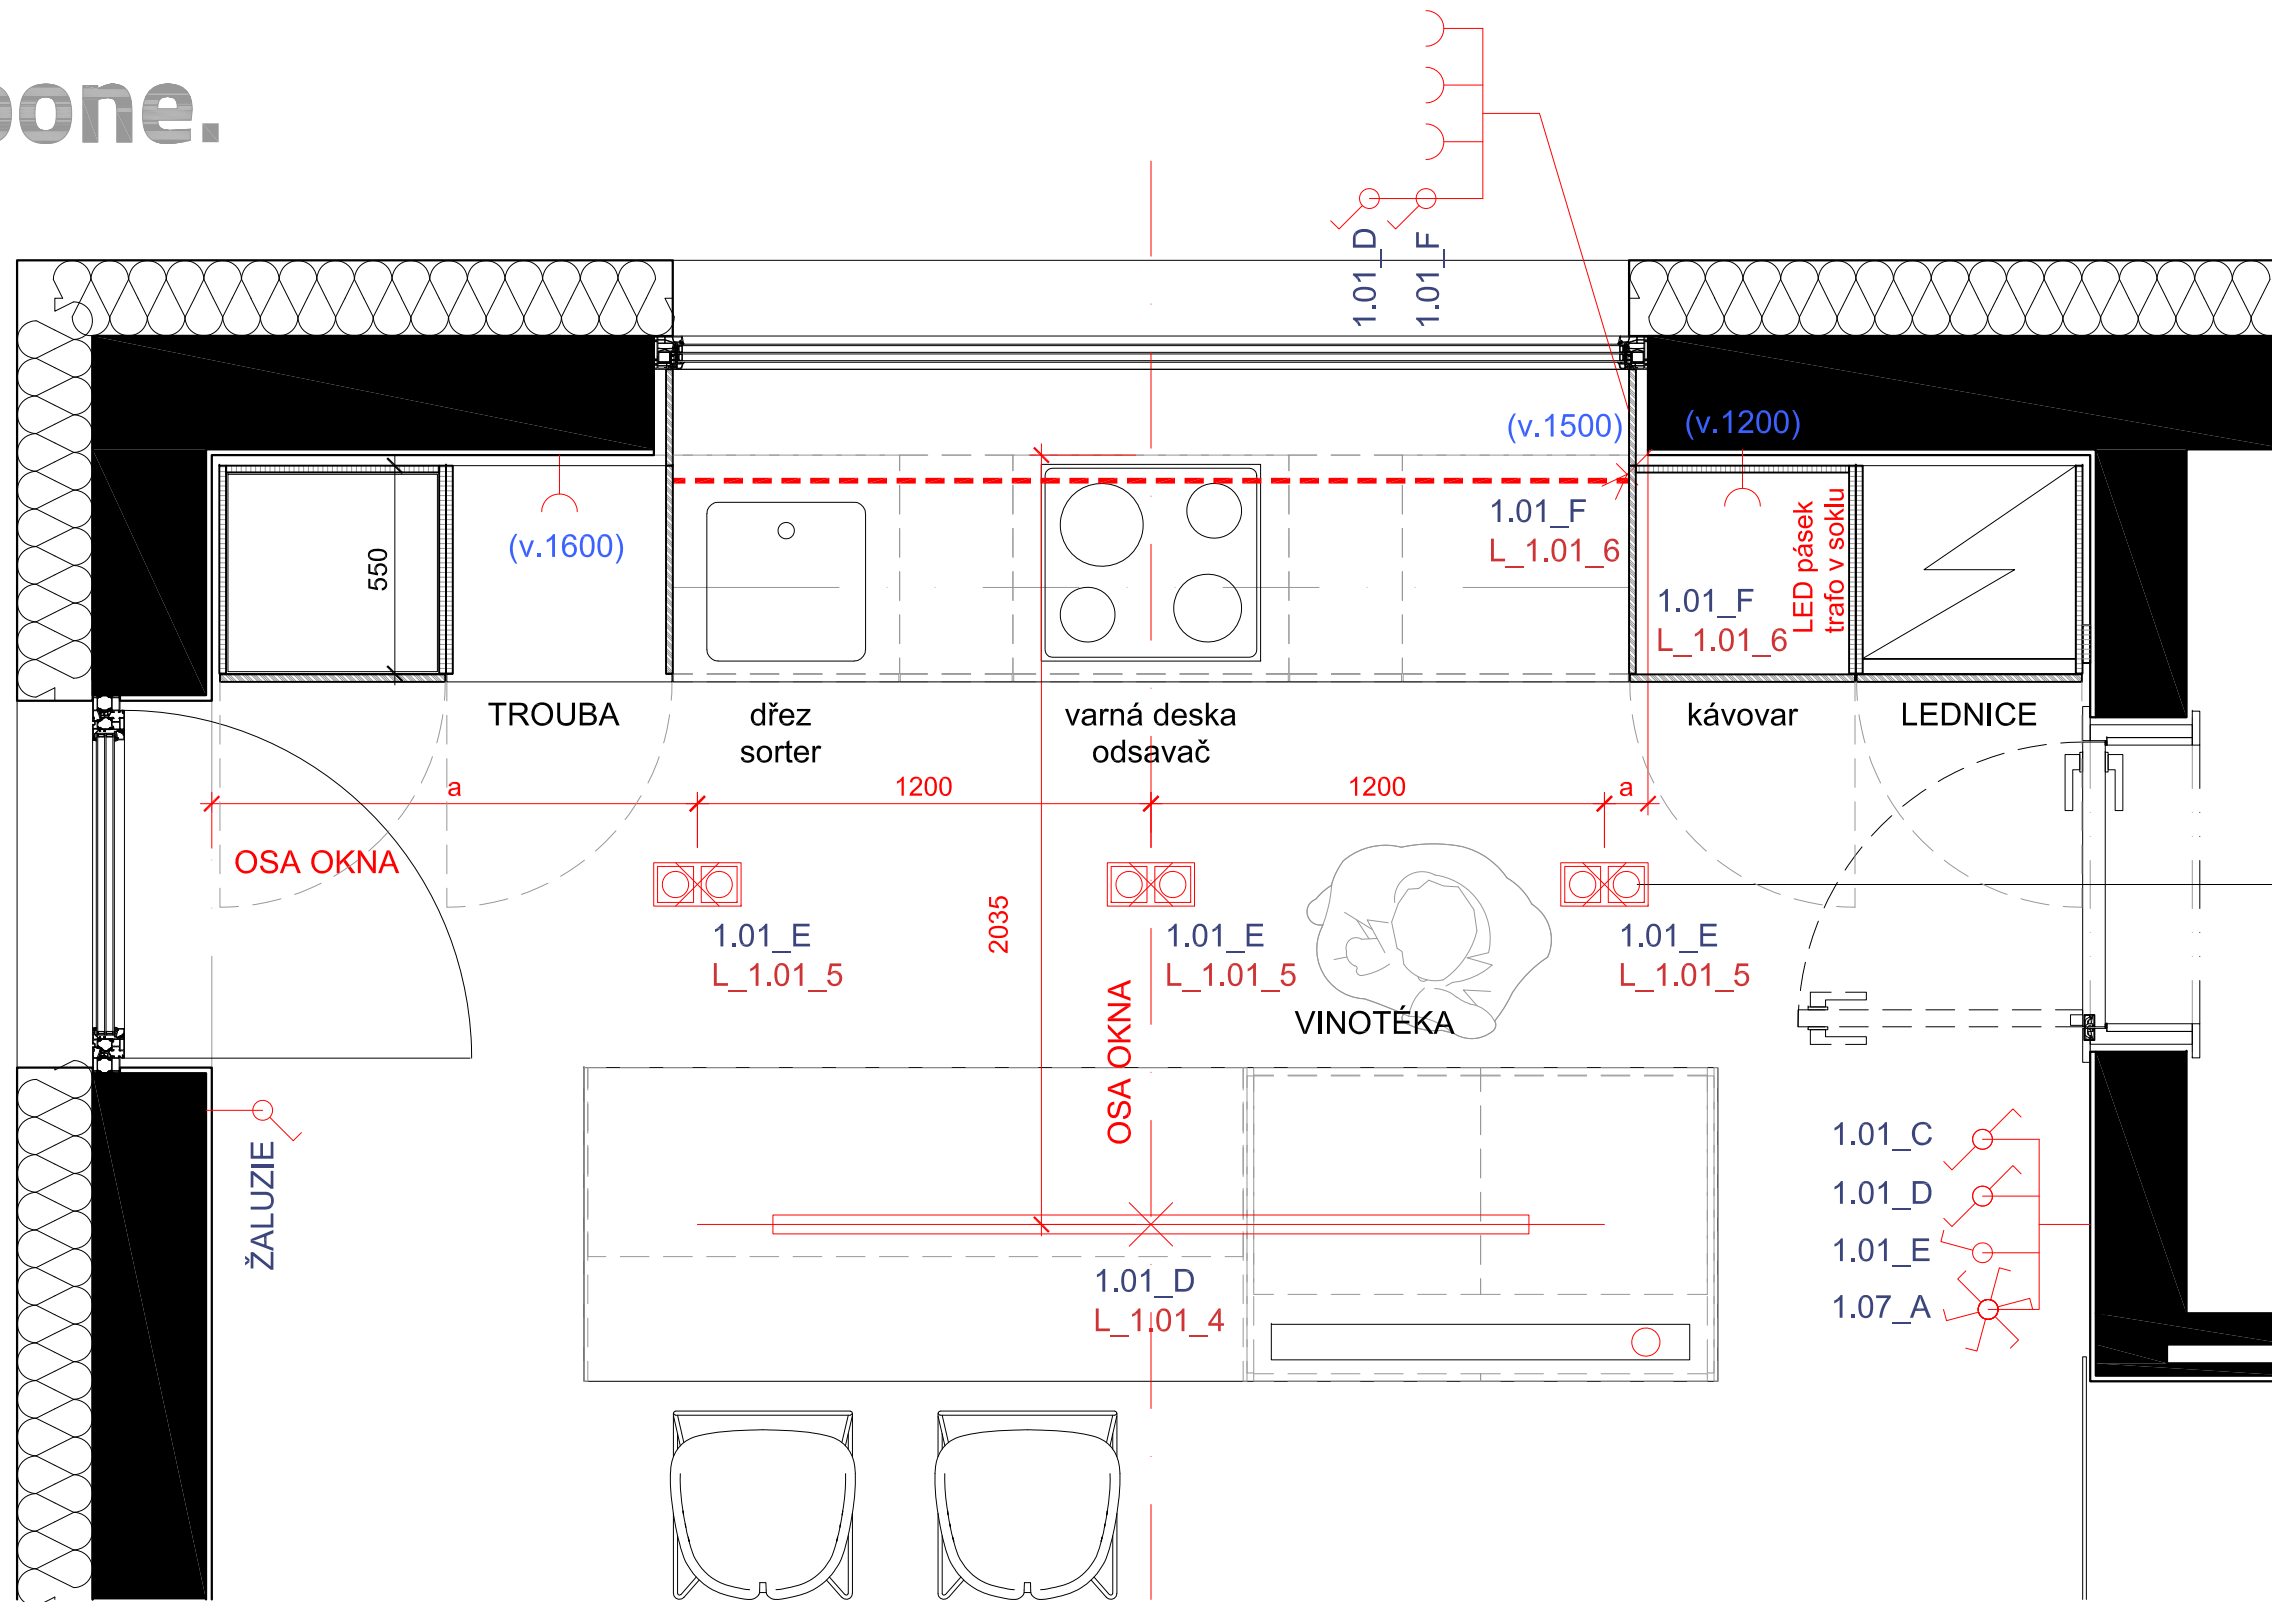 one.
1.01_D
1.01_F
(v.1500)
(v.1200)
1.01_F
L_1.01_6
(v.1600)
550
LED pásek
trafo v soklu
1.01_F
L_1.01_6
TROUBA
dřez
sorter
varná deska
odsavač
kávovar
LEDNICE
a
1200
1200
a
OSA OKNA
2035
1.01_E
L_1.01_5
1.01_E
L_1.01_5
1.01_E
L_1.01_5
OSA OKNA
VINOTÉKA
ŽALUZIE
1.01_C
1.01_D
1.01_E
1.07_A
1.01_D
L_1.01_4